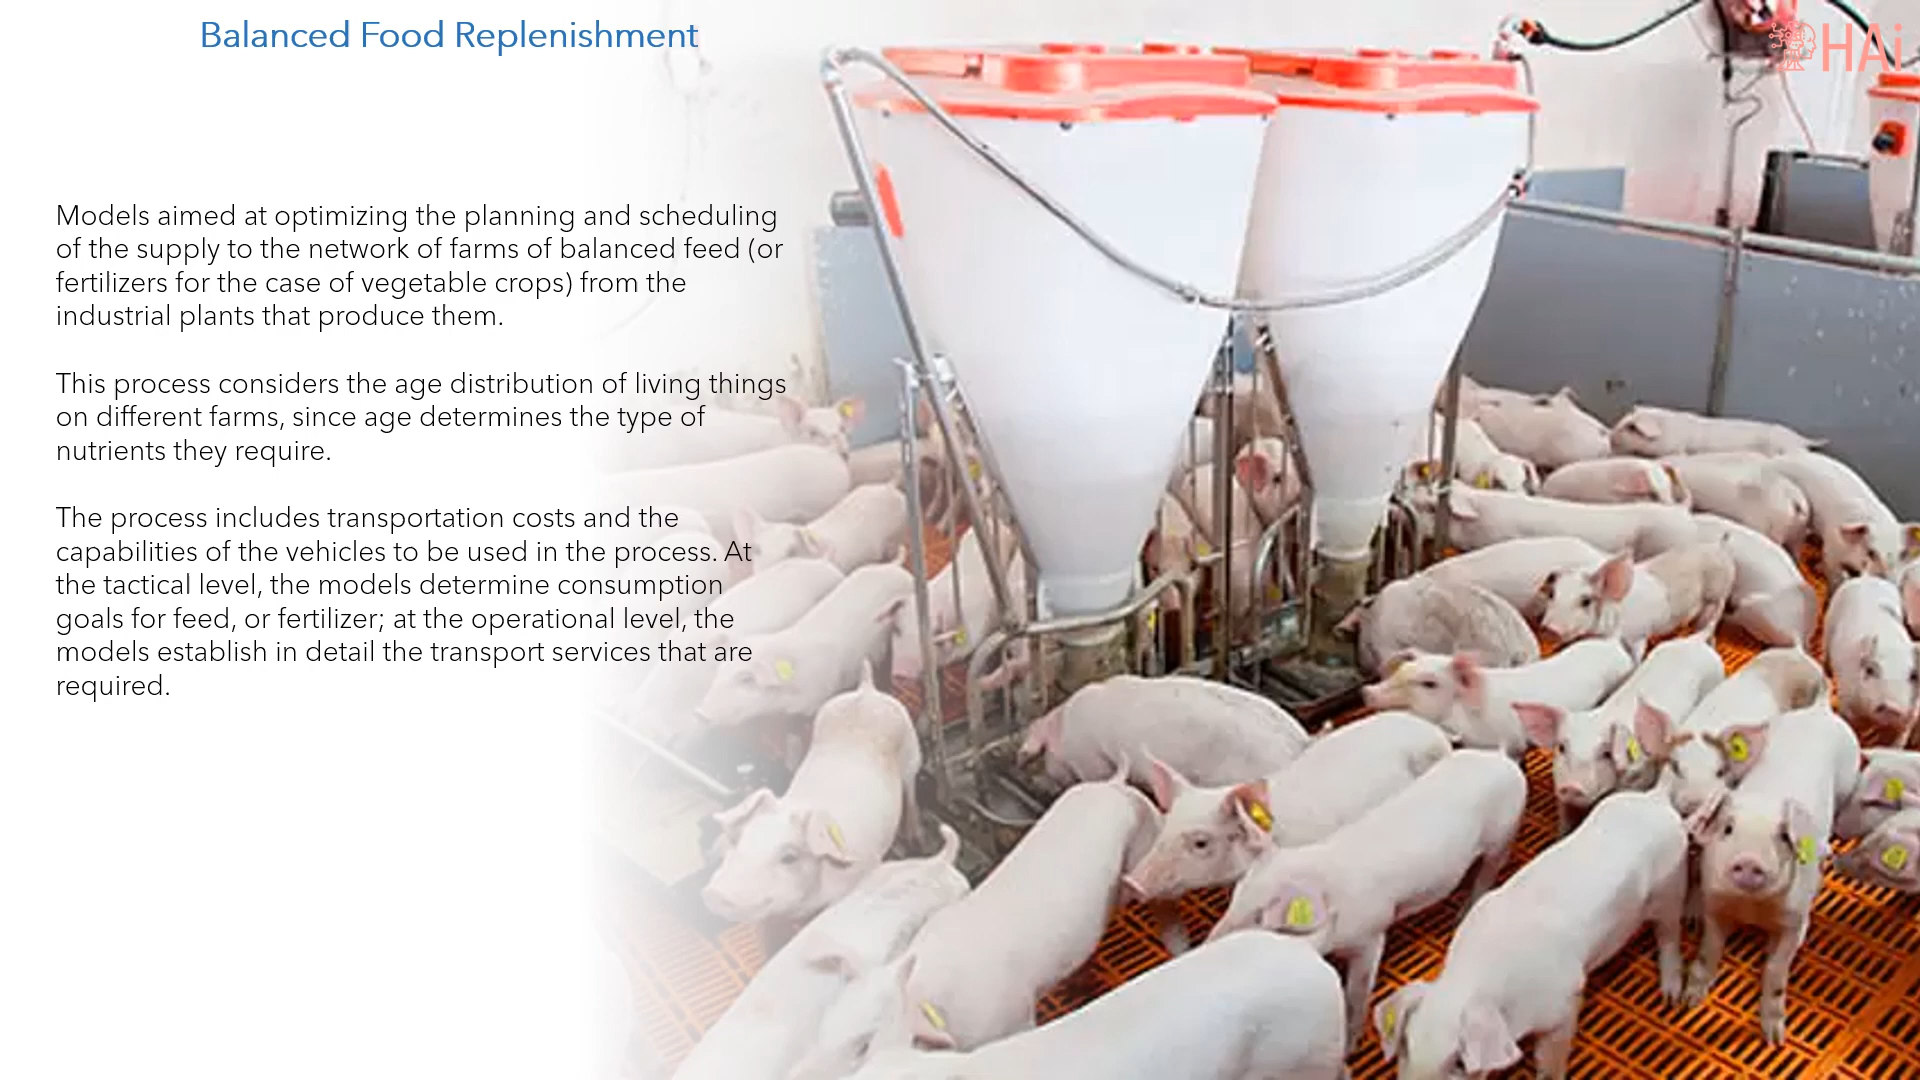 Balanced Food Replenishment
HAi
Models aimed at optimizing the planning and scheduling
of the supply to the network of farms of balanced feed (or
fertilizers for the case of vegetable crops) from the
industrial plants that produce them.
This process considers the age distribution of living things
on different farms, since age determines the type of
nutrients they require.
The process includes transportation costs and the
capabilities of the vehicles to be used in the process. At
the tactical level, the models determine consumption
goals for feed, or fertilizer; at the operational level, the
models establish in detail the transport services that are
required.